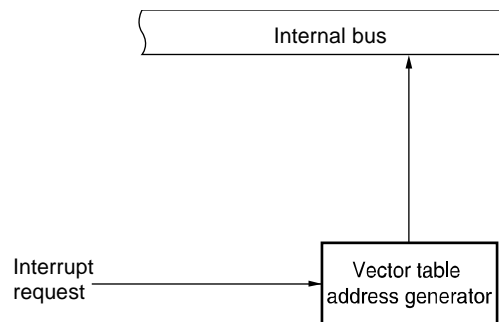 Internal bus
Interrupt
request
Vector table
address generator